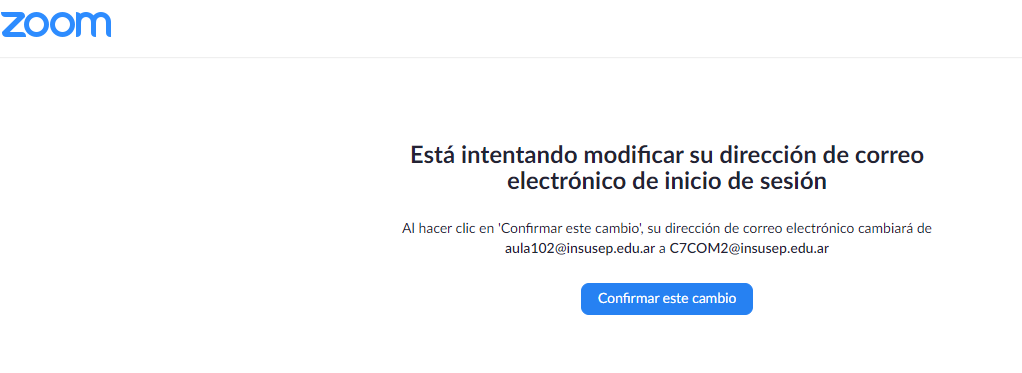 zoom
Está intentando modificar su dirección de correo
electrónico de inicio de sesión
Al hacer clic en 'Confirmar este cambio', su dirección de correo electrónico cambiará de
aula102@insusep.edu.ar a C7COM2@insusep.edu.ar
Confirmar este cambio